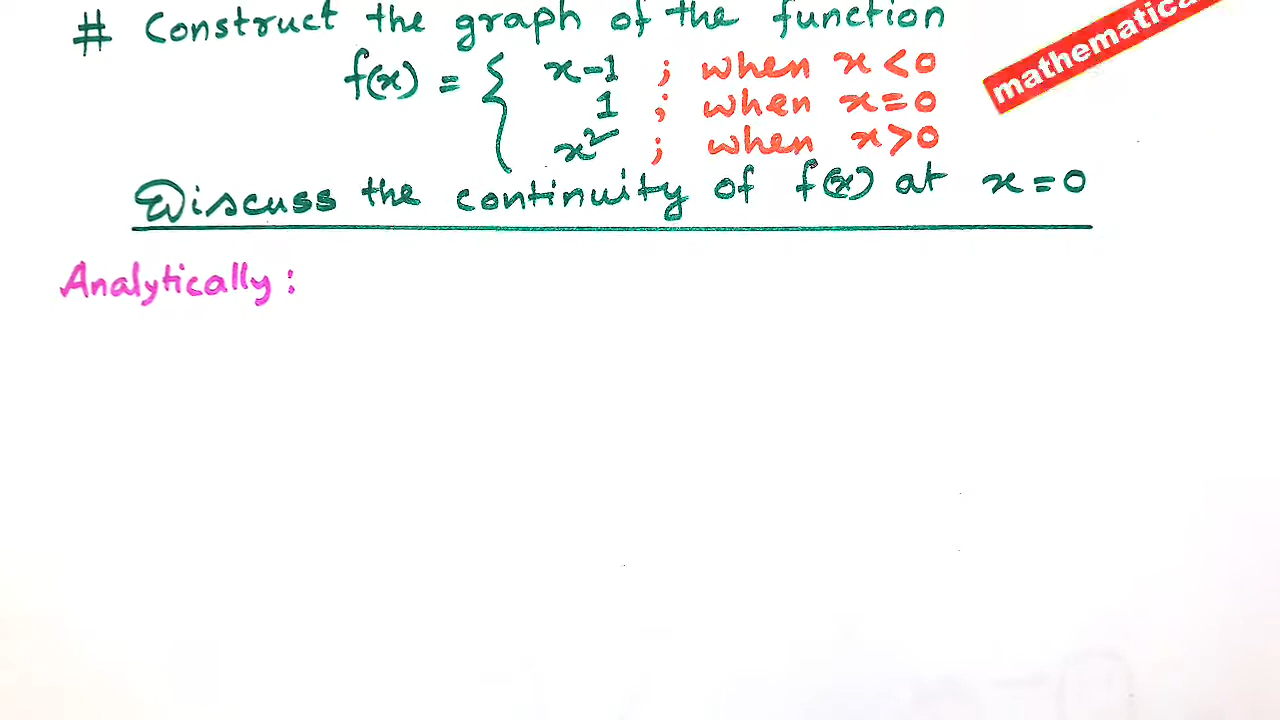 # Construct the graph of the function
f(x) = { x-1 ; when x<0
1 ; when x=0
x² ; when x>0
mathematica
Discuss the continuity of f(x) at x=0
Analytically: